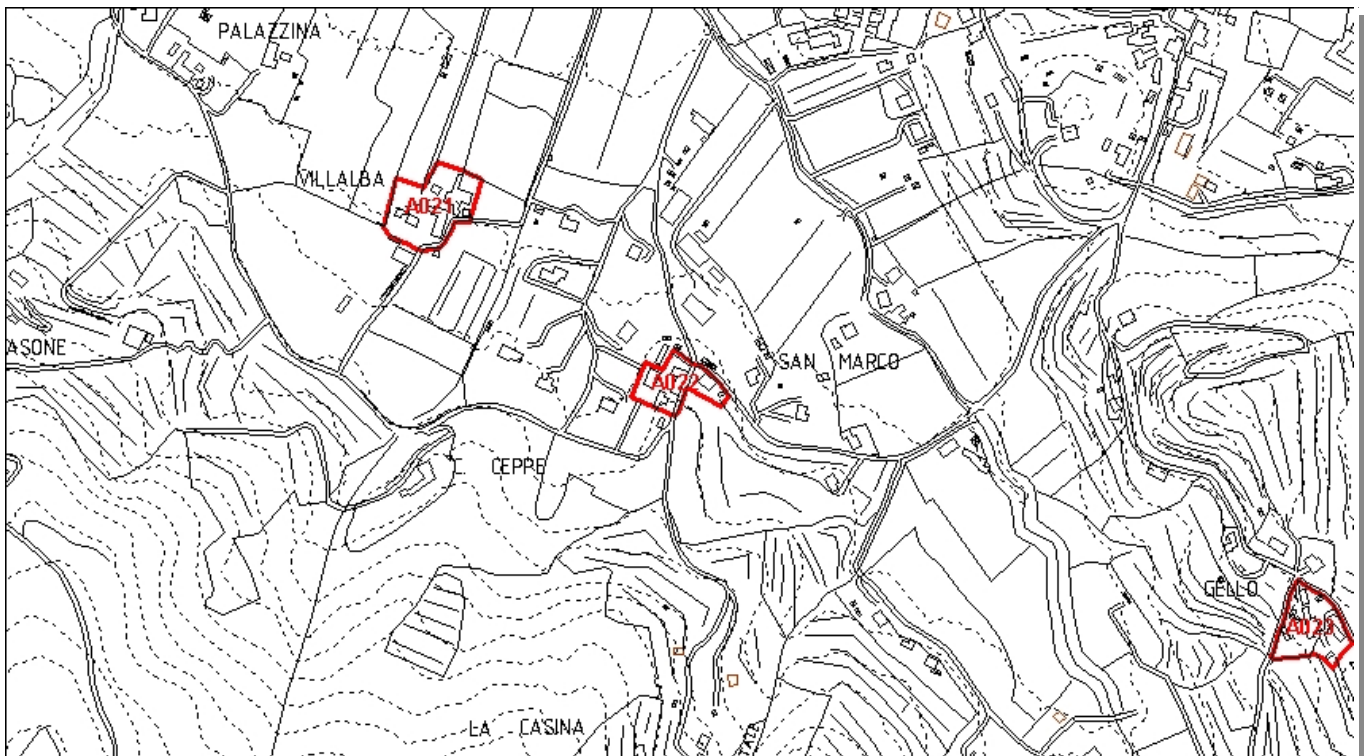 PALAZZINA
VILLALBA
A021
ASONE
SAN MARCO
A022
C. CEPPE
GELLO
A023
LA CASINA